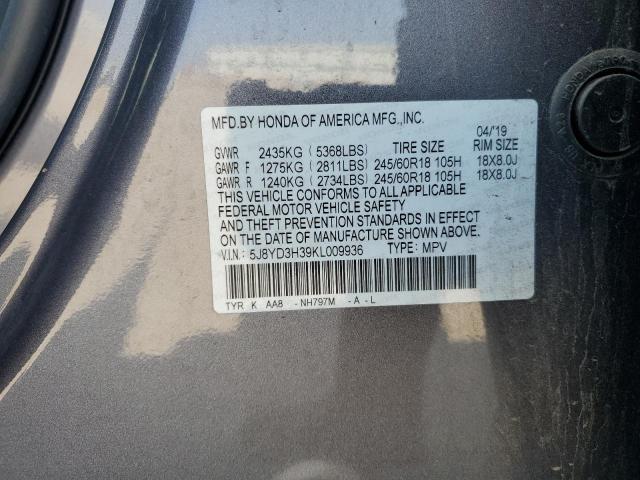 MFD.BY HONDA OF AMERICA MFG.,INC.
04/'19
GVWR 2435KG (5368LBS) TIRE SIZE RIM SIZE
GAWR F 1275KG (2811LBS) 245/60R18 105H 18X8.0J
GAWR R 1240KG (2734LBS) 245/60R18 105H 18X8.0J
THIS VEHICLE CONFORMS TO ALL APPLICABLE
FEDERAL MOTOR VEHICLE SAFETY
AND THEFT PREVENTION STANDARDS IN EFFECT
ON THE DATE OF MANUFACTURE SHOWN ABOVE.
V.I.N.: 5J8YD3H39KL009936 TYPE: MPV
TYR K AA8 -NH797M -A-L